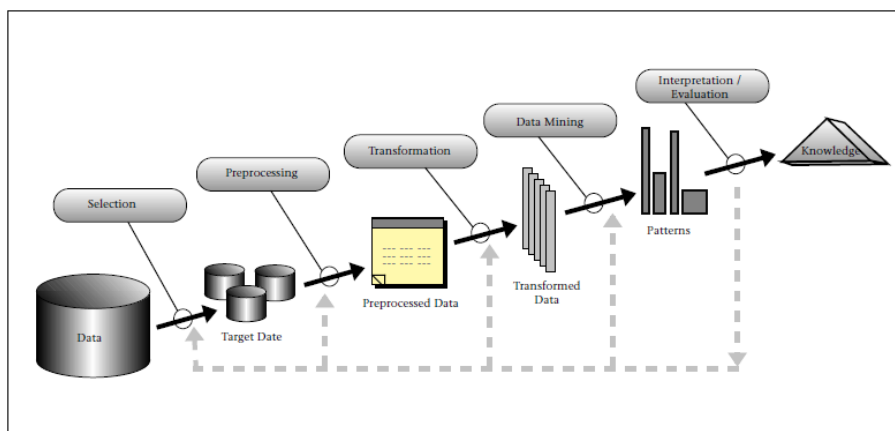 Interpretation /
Evaluation
Data Mining
Transformation
Preprocessing
Selection
Data
Target Date
Preprocessed Data
Transformed
Data
Patterns
Knowledge